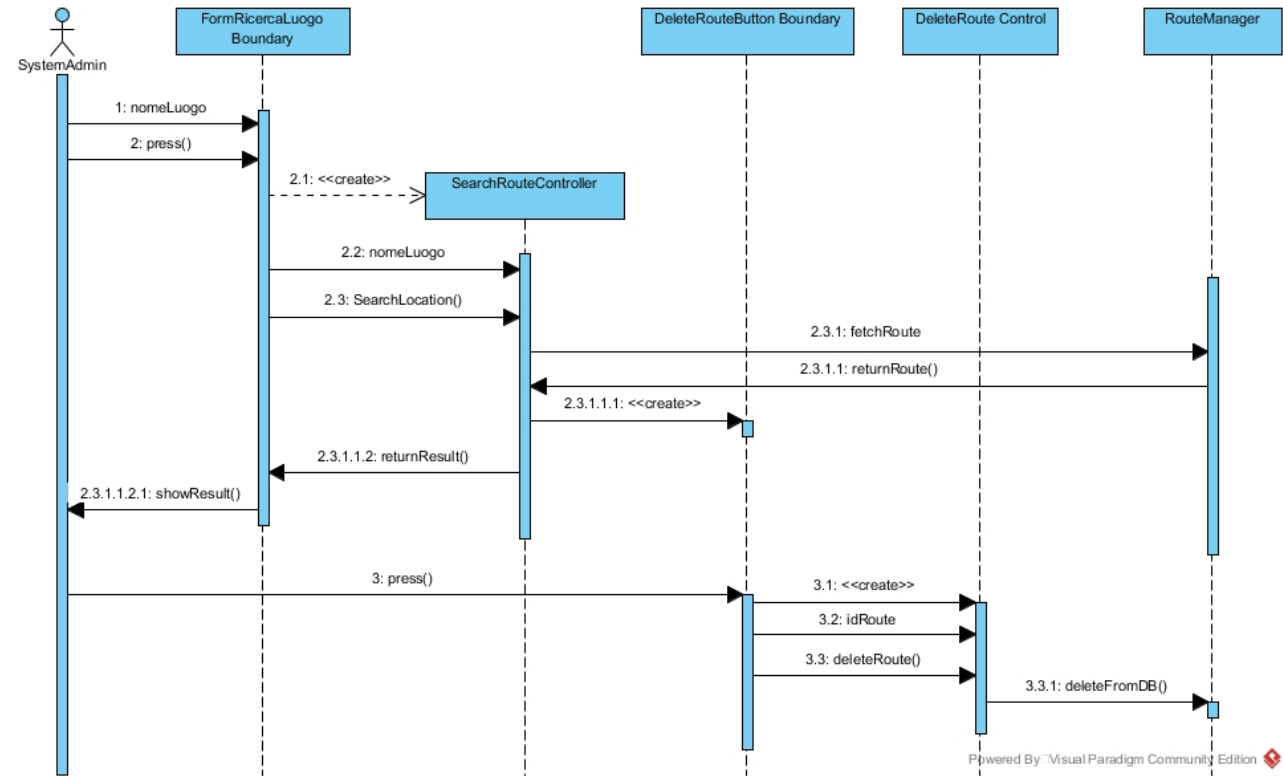 FormRicercaLuogo
Boundary
DeleteRouteButton Boundary
DeleteRoute Control
RouteManager
SystemAdmin
1: nomeLuogo
2: press()
2.1: <<create>>
SearchRouteController
2.2: nomeLuogo
2.3: SearchLocation()
2.3.1: fetchRoute
2.3.1.1: returnRoute()
2.3.1.1.1: <<create>>
2.3.1.1.2: returnResult()
2.3.1.1.2.1: showResult()
3: press()
3.1: <<create>>
3.2: idRoute
3.3: deleteRoute()
3.3.1: deleteFromDB()
Powered By Visual Paradigm Community Edition